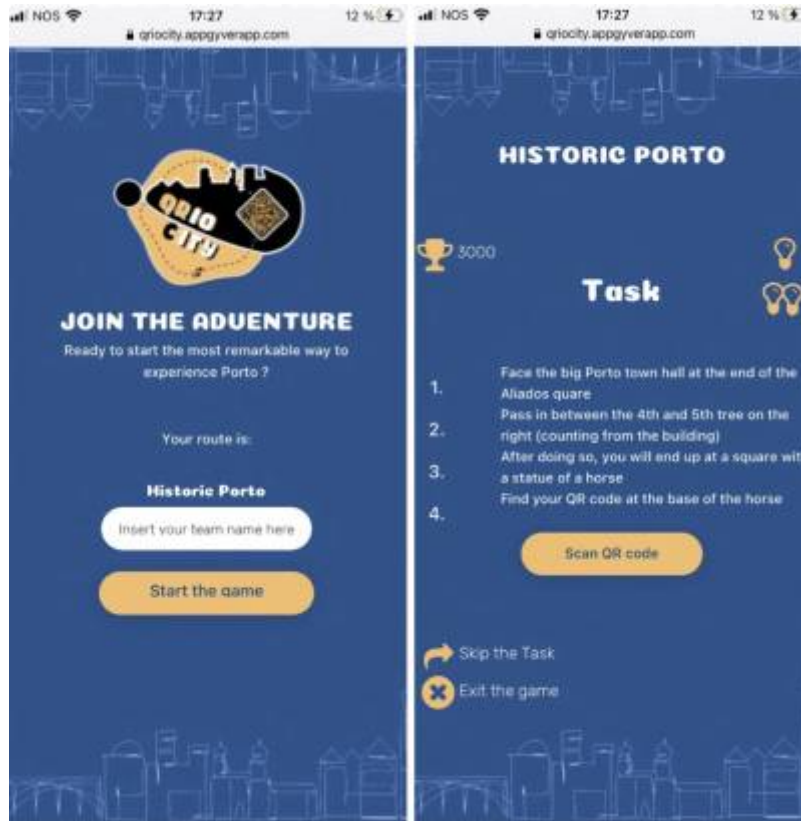 NOS 17:27 12 %
qriocity.appgyverapp.com
QRIO
CITY
JOIN THE ADVENTURE
Ready to start the most remarkable way to
experience Porto ?
Your route is:
Historic Porto
Insert your team name here
Start the game
NOS 17:27 12 %
qriocity.appgyverapp.com
HISTORIC PORTO
3000
Task
1.
2.
3.
4.
Face the big Porto town hall at the end of the
Aliados quare
Pass in between the 4th and 5th tree on the
right (counting from the building)
After doing so, you will end up at a square wit
a statue of a horse
Find your QR code at the base of the horse
Scan QR code
Skip the Task
Exit the game